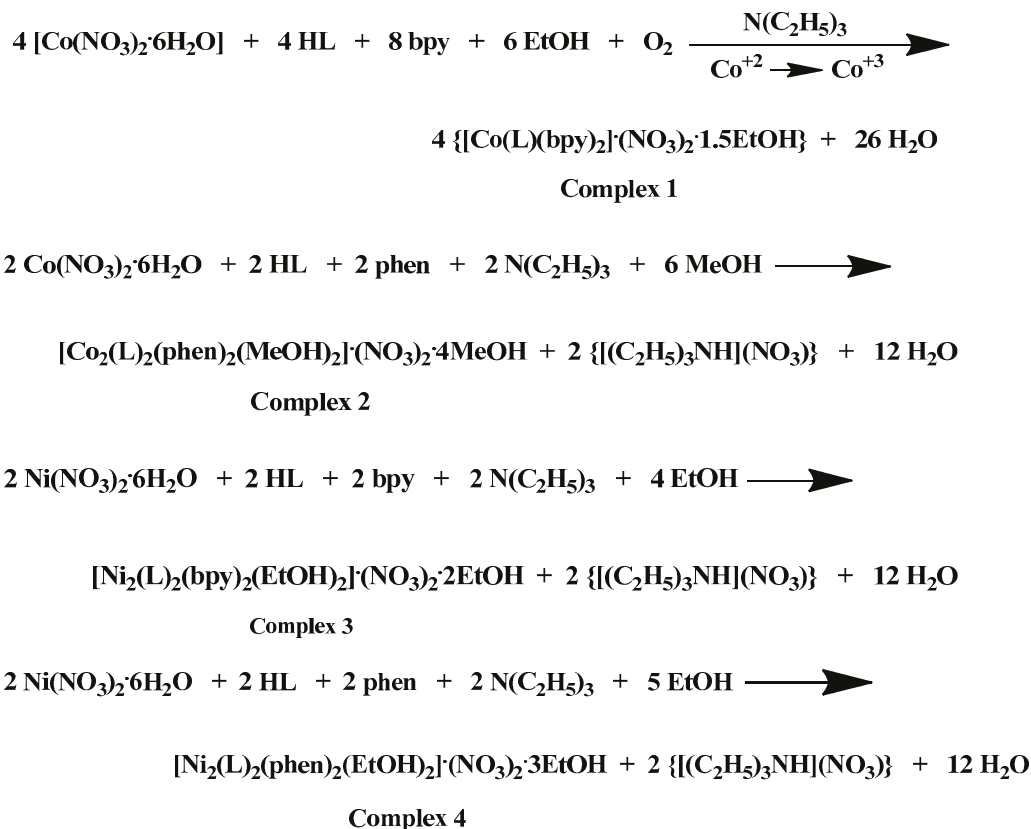 4 [Co(NO₃)₂·6H₂O] + 4 HL + 8 bpy + 6 EtOH + O₂ N(C₂H₅)₃
Co⁺² → Co⁺³
4 {[Co(L)(bpy)₂]·(NO₃)₂·1.5EtOH} + 26 H₂O
Complex 1
2 Co(NO₃)₂·6H₂O + 2 HL + 2 phen + 2 N(C₂H₅)₃ + 6 MeOH →
[Co₂(L)₂(phen)₂(MeOH)₂]·(NO₃)₂·4MeOH + 2 {[(C₂H₅)₃NH](NO₃)} + 12 H₂O
Complex 2
2 Ni(NO₃)₂·6H₂O + 2 HL + 2 bpy + 2 N(C₂H₅)₃ + 4 EtOH →
[Ni₂(L)₂(bpy)₂(EtOH)₂]·(NO₃)₂·2EtOH + 2 {[(C₂H₅)₃NH](NO₃)} + 12 H₂O
Complex 3
2 Ni(NO₃)₂·6H₂O + 2 HL + 2 phen + 2 N(C₂H₅)₃ + 5 EtOH →
[Ni₂(L)₂(phen)₂(EtOH)₂]·(NO₃)₂·3EtOH + 2 {[(C₂H₅)₃NH](NO₃)} + 12 H₂O
Complex 4